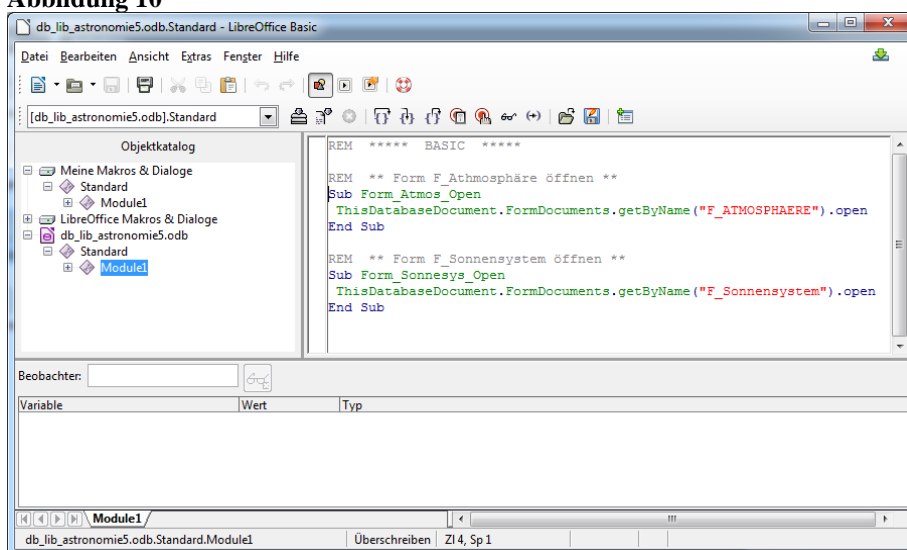 Abbildung 10
db_lib_astronomie5.odb.Standard - LibreOffice Basic
Datei Bearbeiten Ansicht Extras Fenster Hilfe
[db_lib_astronomie5.odb].Standard
Objektkatalog
Meine Makros & Dialoge
Standard
Module1
LibreOffice Makros & Dialoge
db_lib_astronomie5.odb
Standard
Module1
REM ***** BASIC *****
REM ** Form F_Athmosphäre öffnen **
Sub Form_Atmos_Open
ThisDatabaseDocument.FormDocuments.getByName("F_ATMOSPHAERE").open
End Sub
REM ** Form F_Sonnensystem öffnen **
Sub Form_Sonnesys_Open
ThisDatabaseDocument.FormDocuments.getByName("F_Sonnensystem").open
End Sub
Beobachter:
Variable Wert Typ
Module1
db_lib_astronomie5.odb.Standard.Module1 Überschreiben Zl 4, Sp 1